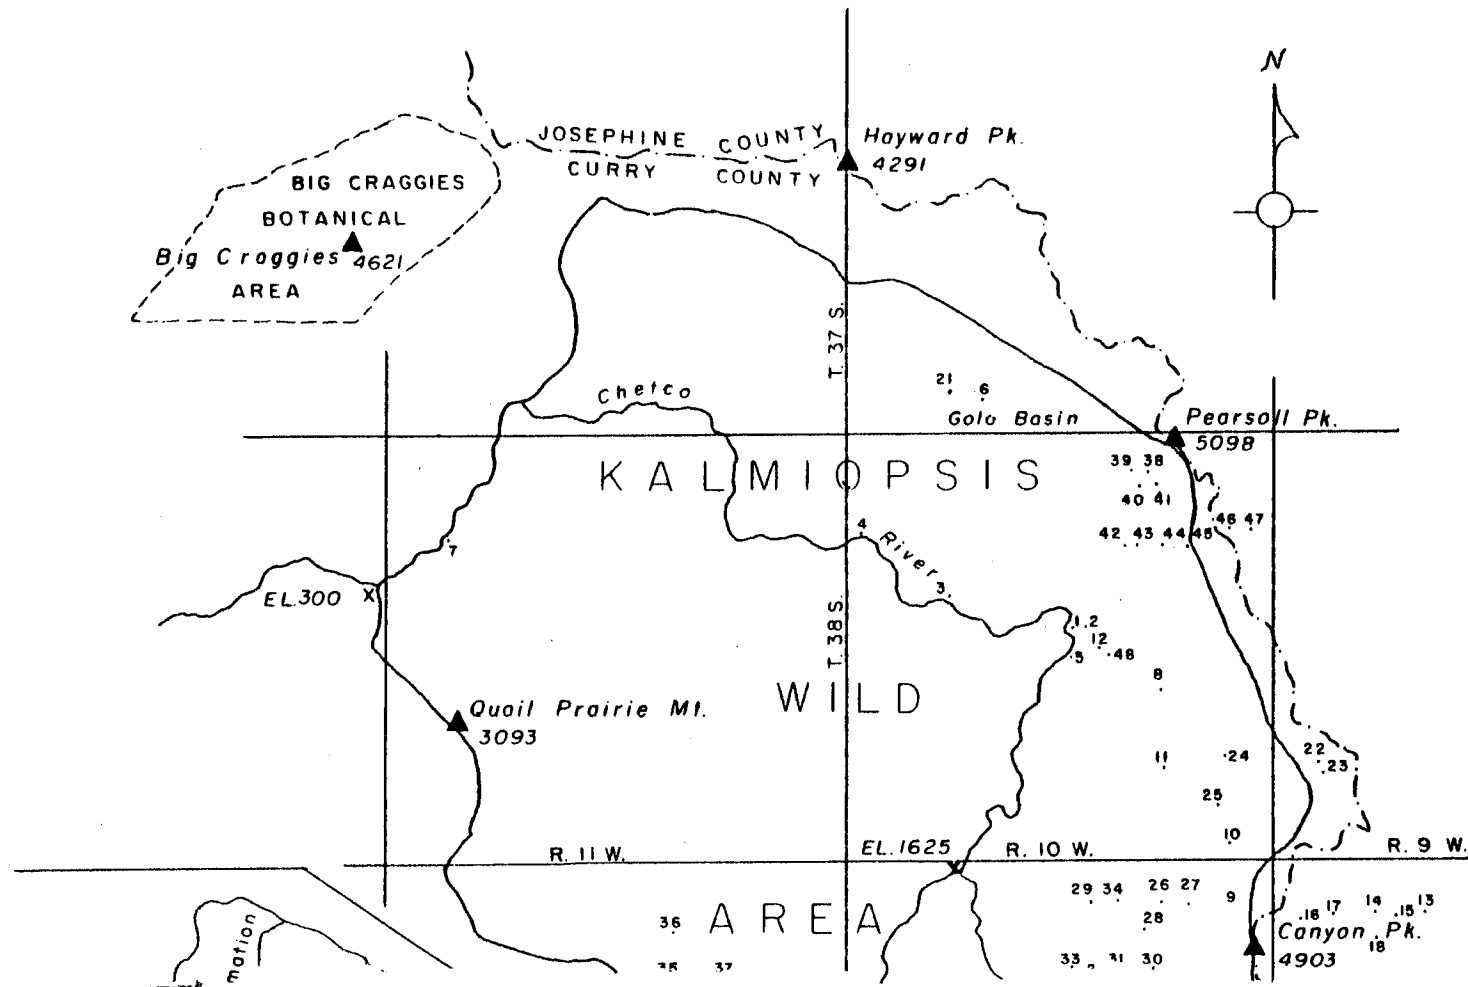 N
JOSEPHINE COUNTY
CURRY COUNTY
Hayward Pk.
4291
BIG CRAGGIES
BOTANICAL
Big Craggies 4621
AREA
T. 37 S.
Chetco
21 6
Gold Basin
Pearsoll Pk.
5098
KALMIOPSIS
39 38
40 41
42 43 44 45 46 47
4
River
7
3
EL.300 X
T. 38 S.
1 2
12
5 48
8
WILD
Quail Prairie Mt.
3093
11
24
22
23
25
10
R. 11 W.
EL.1625
X
R. 10 W.
R. 9 W.
29 34 26 27
9
16 17 14 15 13
28
36
AREA
Canyon Pk.
18
4903
37
33 31 30
mation